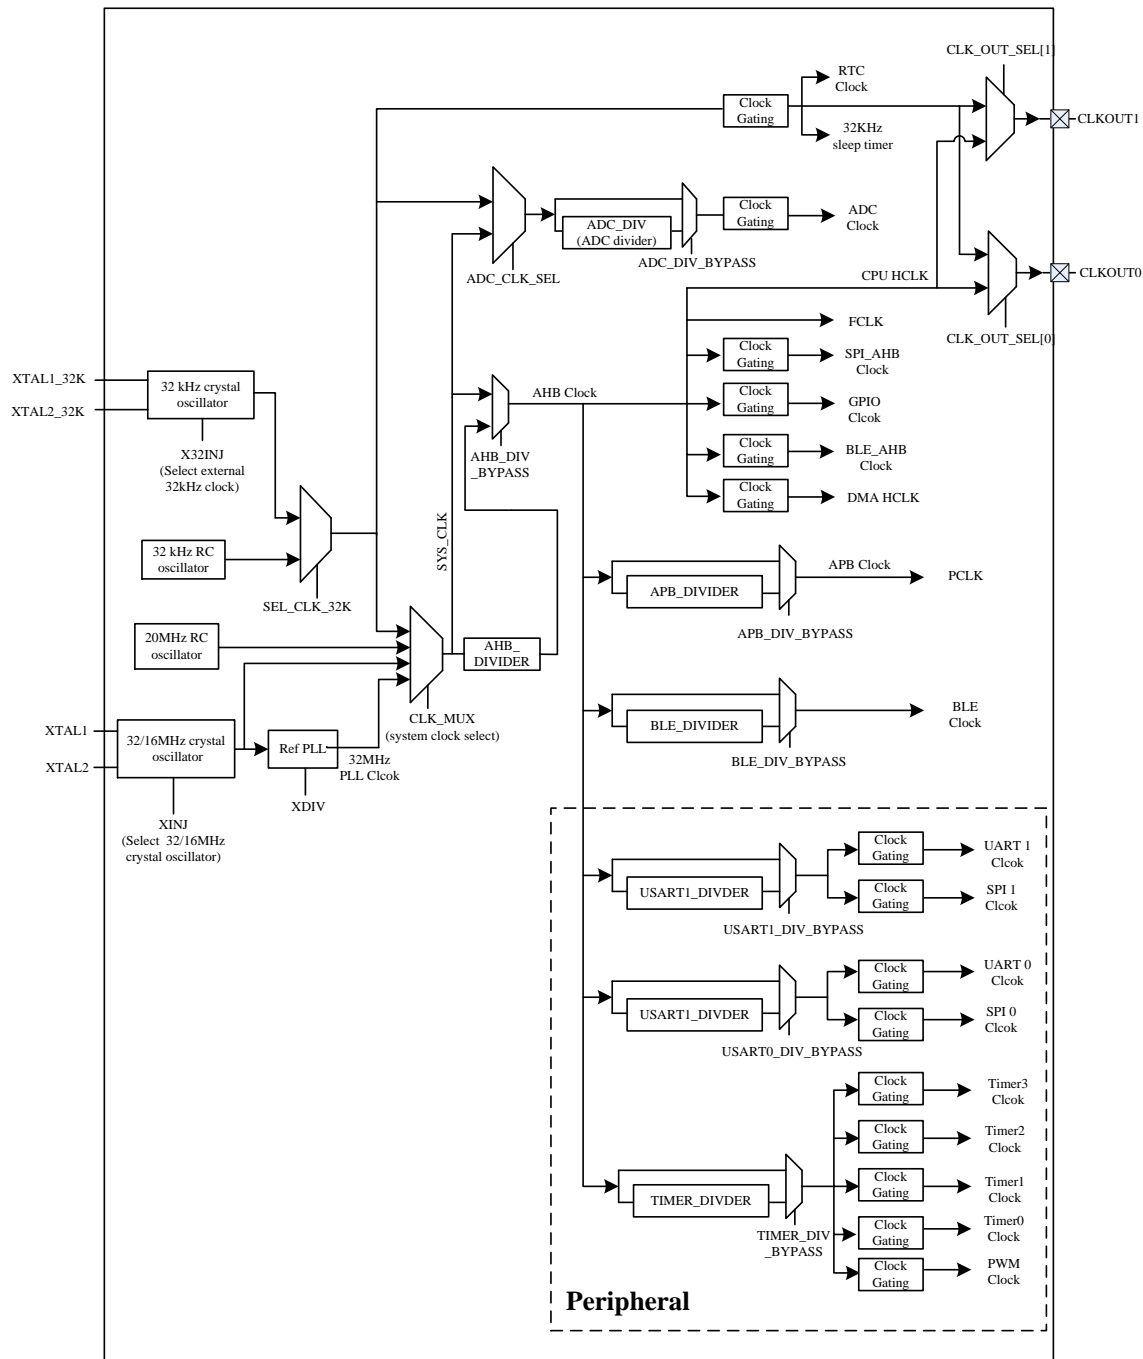 CLK_OUT_SEL[1]
RTC
Clock
Clock
Gating
CLKOUT1
32KHz
sleep timer
Clock
Gating
ADC
Clock
ADC_DIV
(ADC divider)
ADC_DIV_BYPASS
ADC_CLK_SEL
CPU HCLK
CLKOUT0
FCLK
CLK_OUT_SEL[0]
Clock
Gating
SPI_AHB
Clock
XTAL1_32K
XTAL2_32K
32 kHz crystal
oscillator
AHB Clock
Clock
Gating
GPIO
Clcok
X32INJ
(Select external
32kHz clock)
AHB_DIV
_BYPASS
Clock
Gating
BLE_AHB
Clock
Clock
Gating
DMA HCLK
SYS_CLK
32 kHz RC
oscillator
SEL_CLK_32K
APB Clock
PCLK
APB_DIVIDER
APB_DIV_BYPASS
20MHz RC
oscillator
AHB_
DIVIDER
CLK_MUX
(system clock select)
BLE
Clock
BLE_DIVIDER
BLE_DIV_BYPASS
XTAL1
XTAL2
32/16MHz crystal
oscillator
Ref PLL
32MHz
PLL Clcok
XDIV
XINJ
(Select 32/16MHz
crystal oscillator)
Clock
Gating
UART 1
Clcok
USART1_DIVDER
Clock
Gating
SPI 1
Clcok
USART1_DIV_BYPASS
Clock
Gating
UART 0
Clcok
USART1_DIVDER
Clock
Gating
SPI 0
Clcok
USART0_DIV_BYPASS
Clock
Gating
Timer3
Clcok
Clock
Gating
Timer2
Clock
TIMER_DIVDER
Clock
Gating
Timer1
Clock
TIMER_DIV
_BYPASS
Clock
Gating
Timer0
Clock
Clock
Gating
PWM
Clock
Peripheral